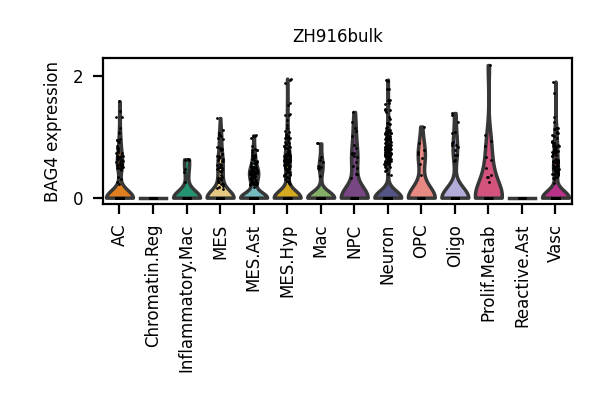 ZH916bulk
BAG4 expression
2
0
AC
Chromatin.Reg
Inflammatory.Mac
MES
MES.Ast
MES.Hyp
Mac
NPC
Neuron
OPC
Oligo
Prolif.Metab
Reactive.Ast
Vasc